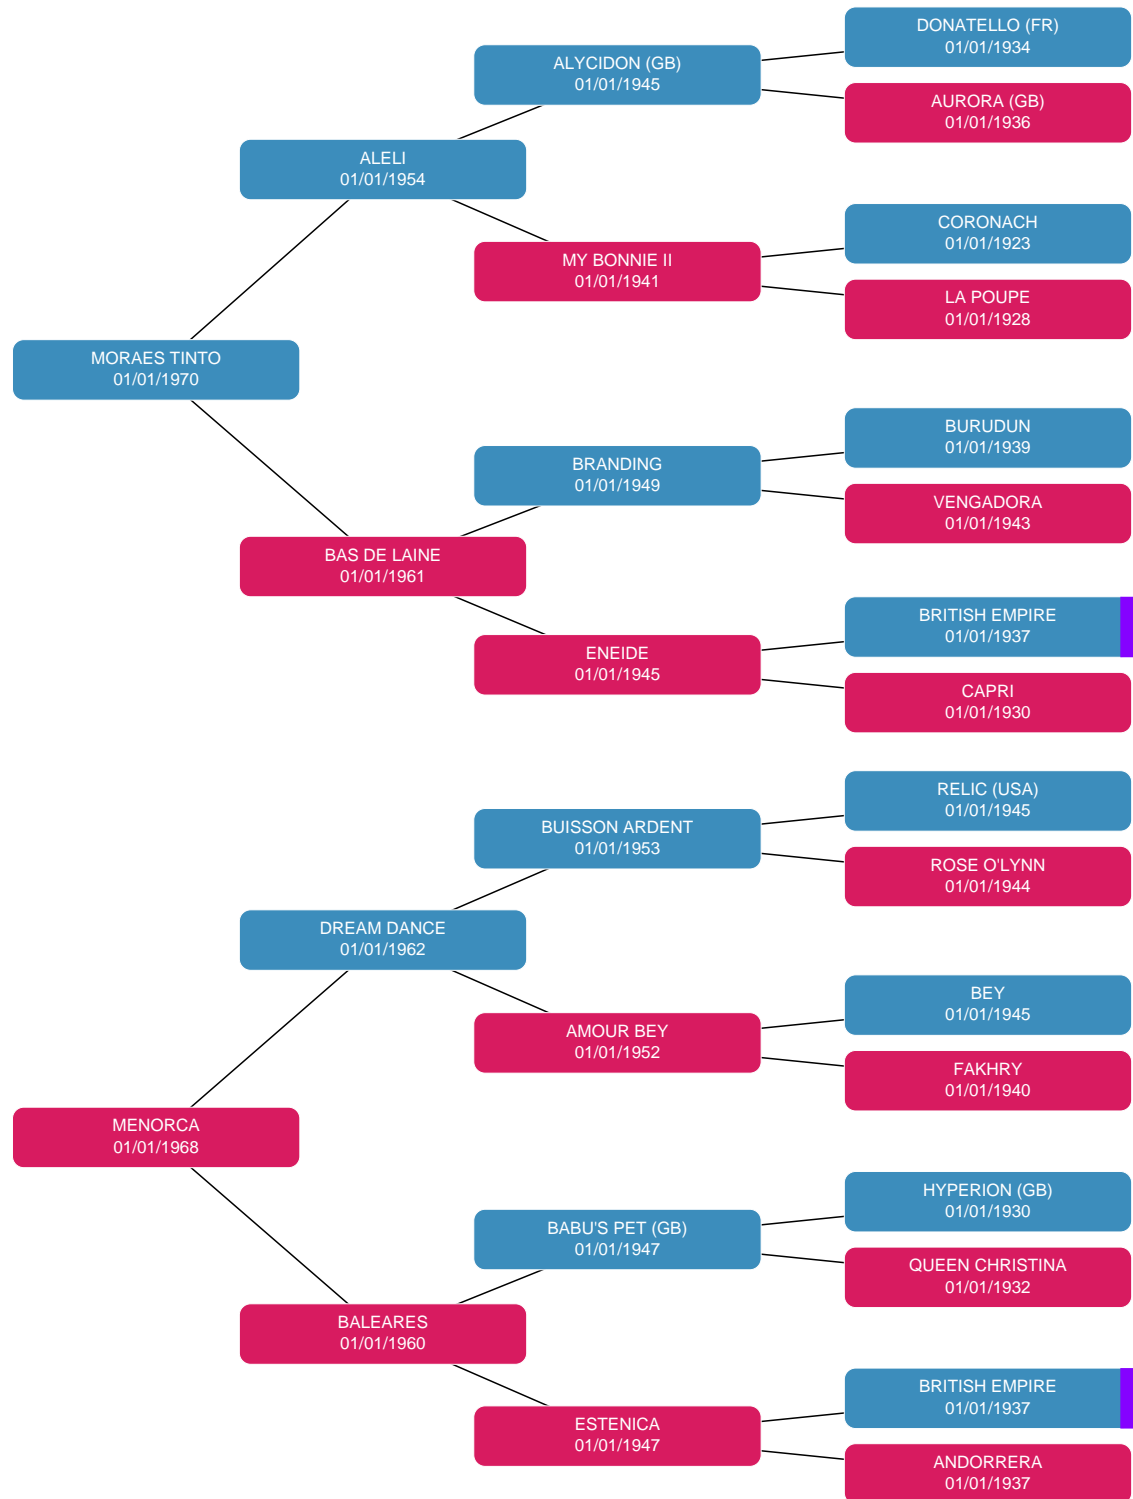 DONATELLO (FR)
01/01/1934
ALYCIDON (GB)
01/01/1945
AURORA (GB)
01/01/1936
ALELI
01/01/1954
CORONACH
01/01/1923
MY BONNIE II
01/01/1941
LA POUPE
01/01/1928
MORAES TINTO
01/01/1970
BURUDUN
01/01/1939
BRANDING
01/01/1949
VENGADORA
01/01/1943
BAS DE LAINE
01/01/1961
BRITISH EMPIRE
01/01/1937
ENEIDE
01/01/1945
CAPRI
01/01/1930
RELIC (USA)
01/01/1945
BUISSON ARDENT
01/01/1953
ROSE O'LYNN
01/01/1944
DREAM DANCE
01/01/1962
BEY
01/01/1945
AMOUR BEY
01/01/1952
FAKHRY
01/01/1940
MENORCA
01/01/1968
HYPERION (GB)
01/01/1930
BABU'S PET (GB)
01/01/1947
QUEEN CHRISTINA
01/01/1932
BALEARES
01/01/1960
BRITISH EMPIRE
01/01/1937
ESTENICA
01/01/1947
ANDORRERA
01/01/1937